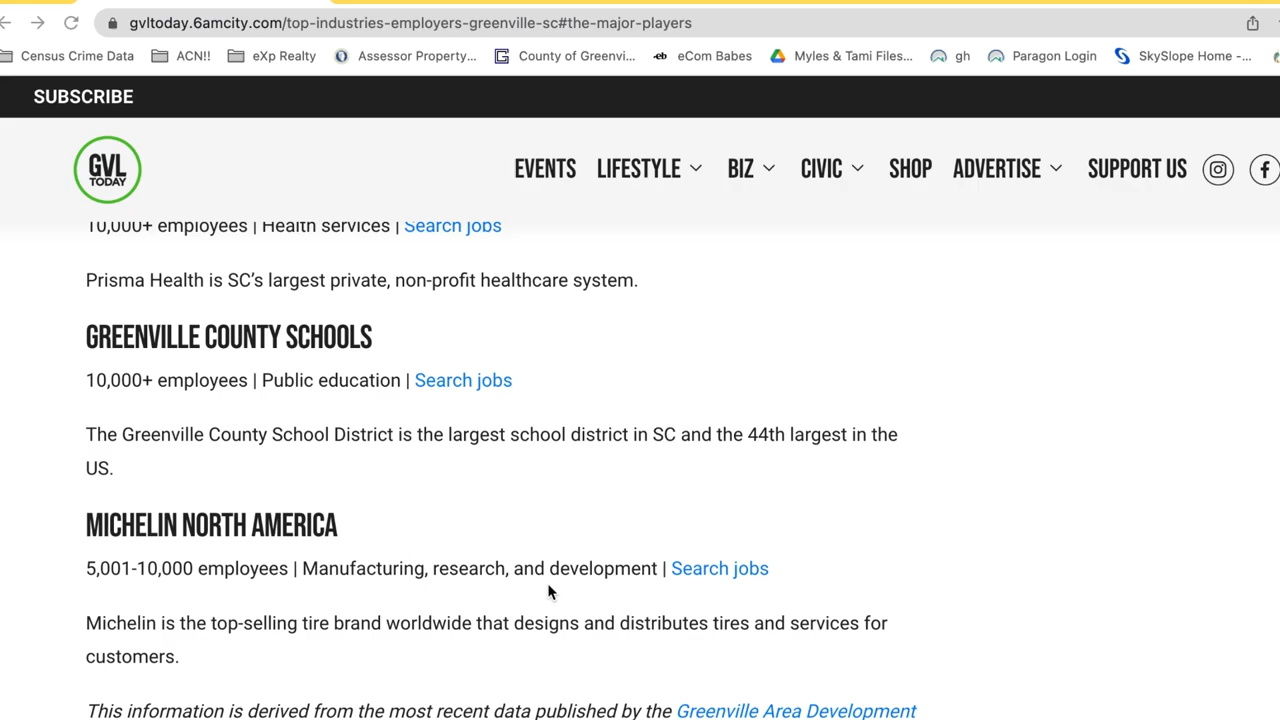 gvltoday.6amcity.com/top-industries-employers-greenville-sc#the-major-players
Census Crime Data ACN!! eXp Realty Assessor Property... County of Greenvi... eCom Babes Myles & Tami Files... gh Paragon Login SkySlope Home -...
SUBSCRIBE
GVL
TODAY
EVENTS LIFESTYLE BIZ CIVIC SHOP ADVERTISE SUPPORT US
10,000+ employees | Health services | Search jobs
Prisma Health is SC’s largest private, non-profit healthcare system.
GREENVILLE COUNTY SCHOOLS
10,000+ employees | Public education | Search jobs
The Greenville County School District is the largest school district in SC and the 44th largest in the
US.
MICHELIN NORTH AMERICA
5,001-10,000 employees | Manufacturing, research, and development | Search jobs
Michelin is the top-selling tire brand worldwide that designs and distributes tires and services for
customers.
This information is derived from the most recent data published by the Greenville Area Development